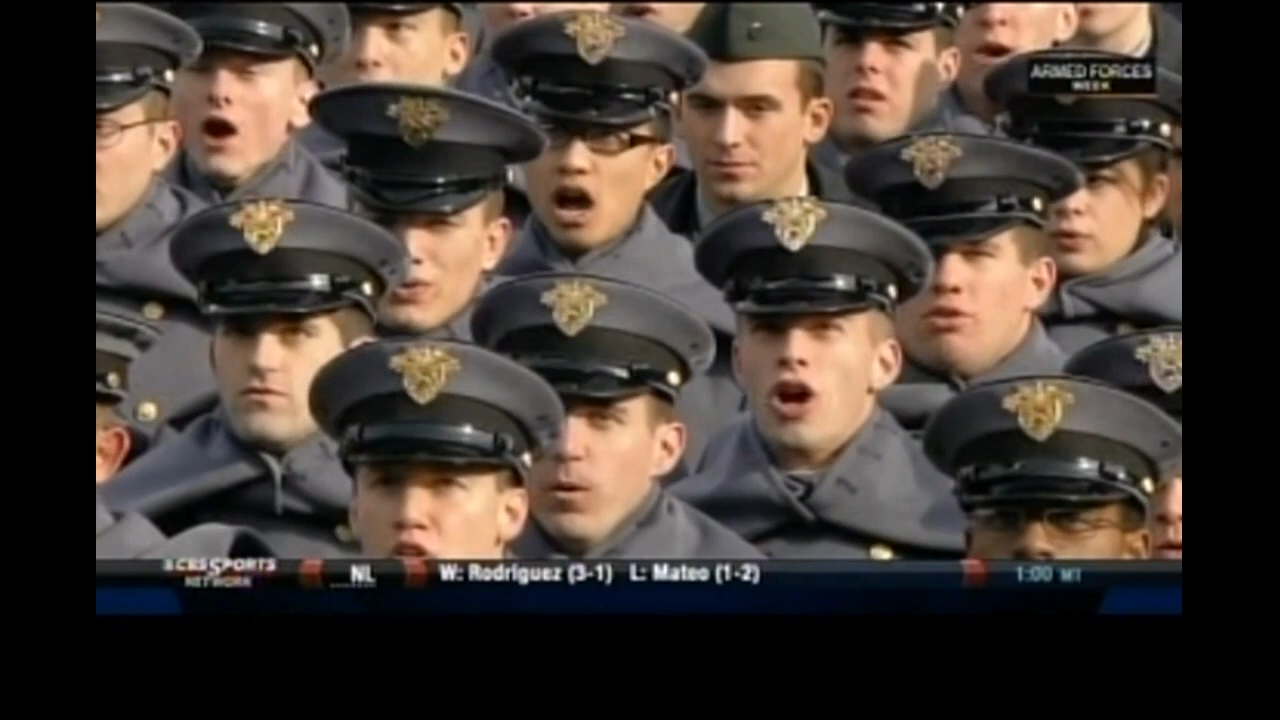 ARMED FORCES
WEEK
CBS SPORTS
NETWORK
NL
W: Rodriguez (3-1) L: Mateo (1-2)
1:00 MT